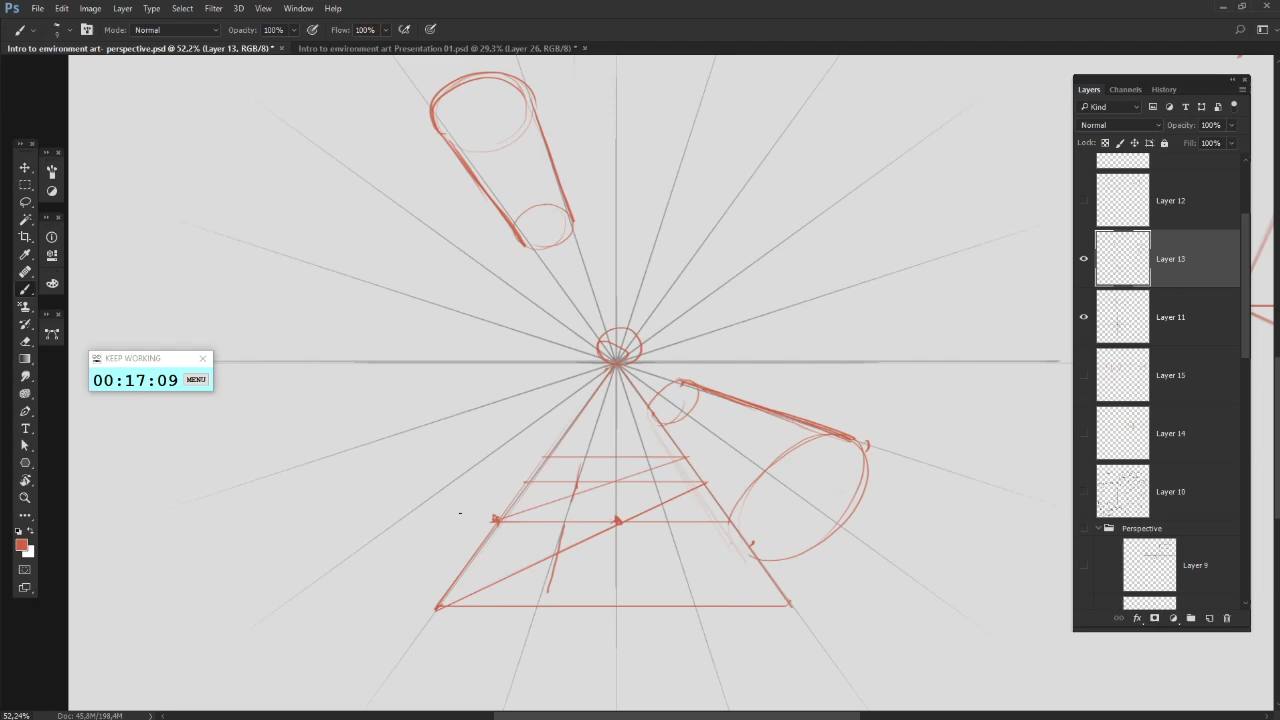 Ps File Edit Image Layer Type Select Filter 3D View Window Help
9 Mode: Normal Opacity: 100% Flow: 100%
Intro to environment art- perspective.psd @ 52,2% (Layer 13, RGB/8) * × Intro to environment art Presentation 01.psd @ 29,3% (Layer 26, RGB/8) * ×
Layers Channels History
Kind
Normal Opacity: 100%
Lock: Fill: 100%
Layer 12
Layer 13
Layer 11
Layer 15
Layer 14
Layer 10
Perspective
Layer 9
KEEP WORKING
00:17:09 MENU
52,24% Doc: 45,8M/198,4M